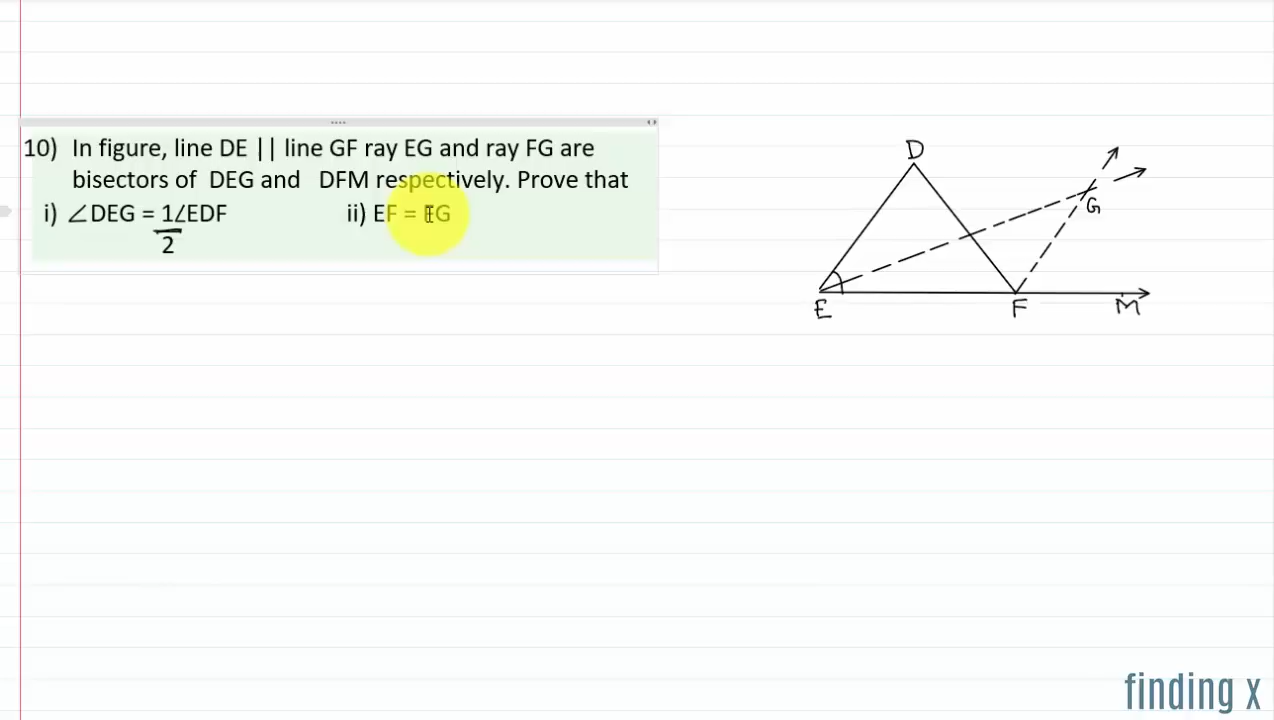 10) In figure, line DE || line GF ray EG and ray FG are
bisectors of DEG and DFM respectively. Prove that
i) ∠DEG = 1∠EDF ii) EF = FG
2
D
G
E
F
M
finding x